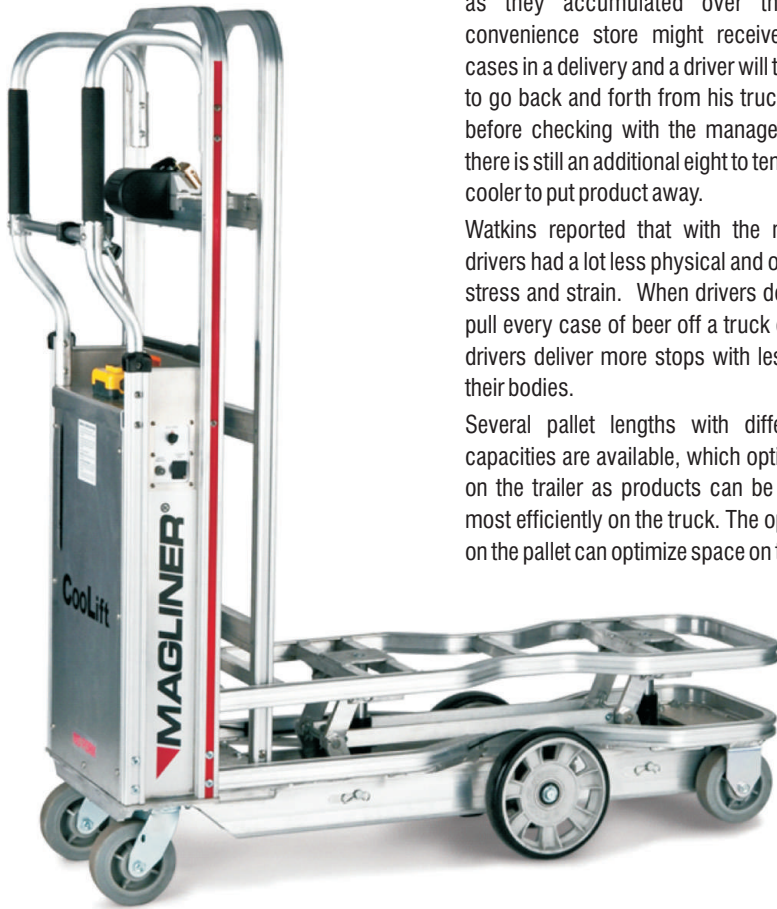 as they accumulated over th
convenience store might receive
cases in a delivery and a driver will t
to go back and forth from his truc
before checking with the manage
there is still an additional eight to ten
cooler to put product away.
Watkins reported that with the
drivers had a lot less physical and o
stress and strain. When drivers d
pull every case of beer off a truck
drivers deliver more stops with les
their bodies.
Several pallet lengths with diffe
capacities are available, which opti
on the trailer as products can be
most efficiently on the truck. The op
on the pallet can optimize space on t
CooLift
MAGLINER®